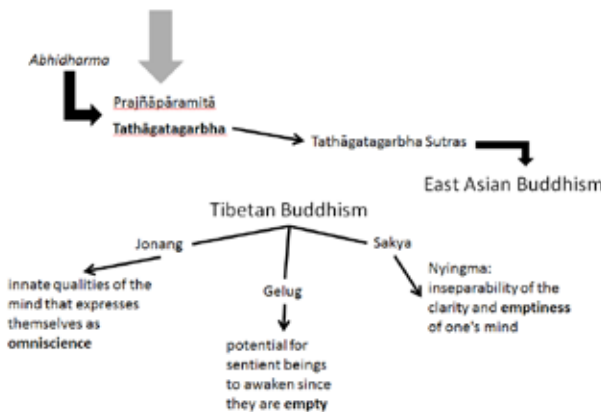 Abhidharma
Prajñāpāramitā
Tathāgatagarbha
Tathāgatagarbha Sutras
East Asian Buddhism
Tibetan Buddhism
Jonang
Sakya
innate qualities of the
mind that expresses
themselves as
omniscience
Gelug
Nyingma:
inseparability of the
clarity and emptiness
of one's mind
potential for
sentient beings
to awaken since
they are empty